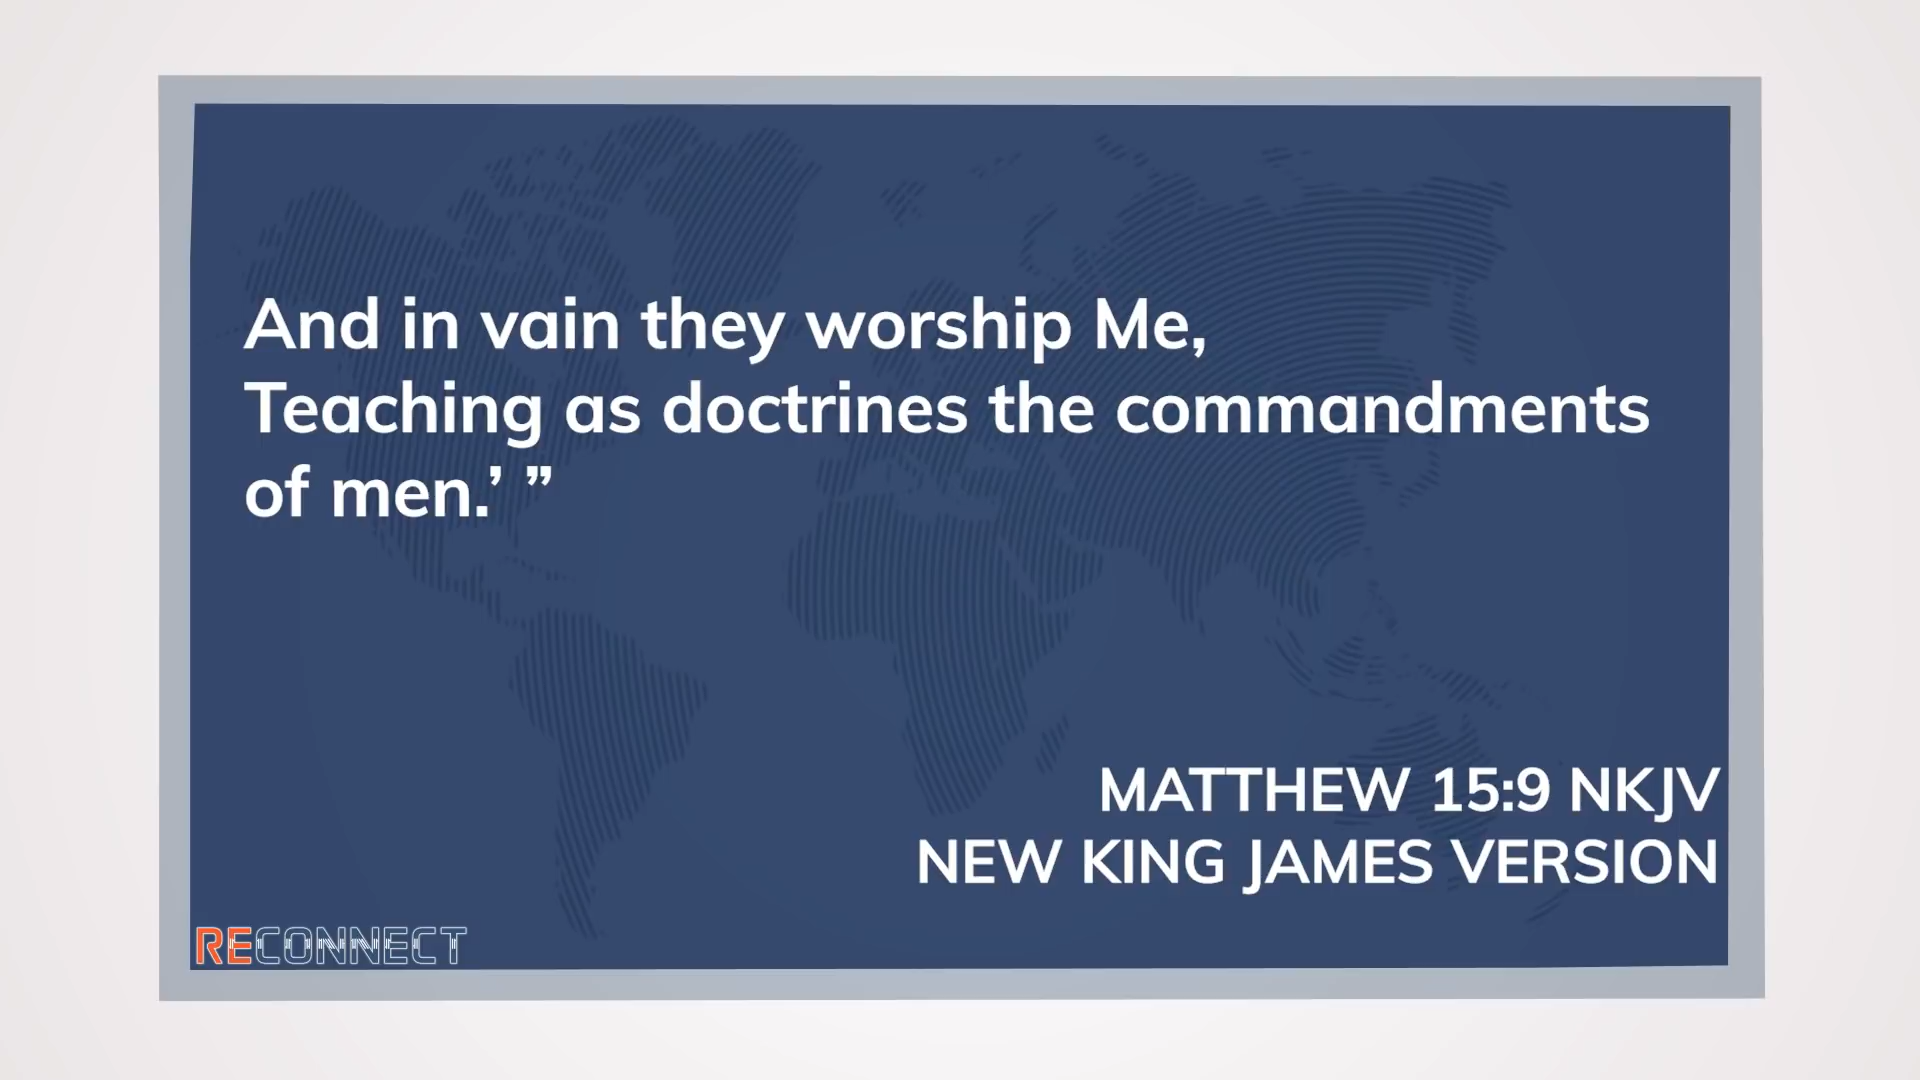 And in vain they worship Me,
Teaching as doctrines the commandments
of men.’ ”
MATTHEW 15:9 NKJV
NEW KING JAMES VERSION
RECONNECT